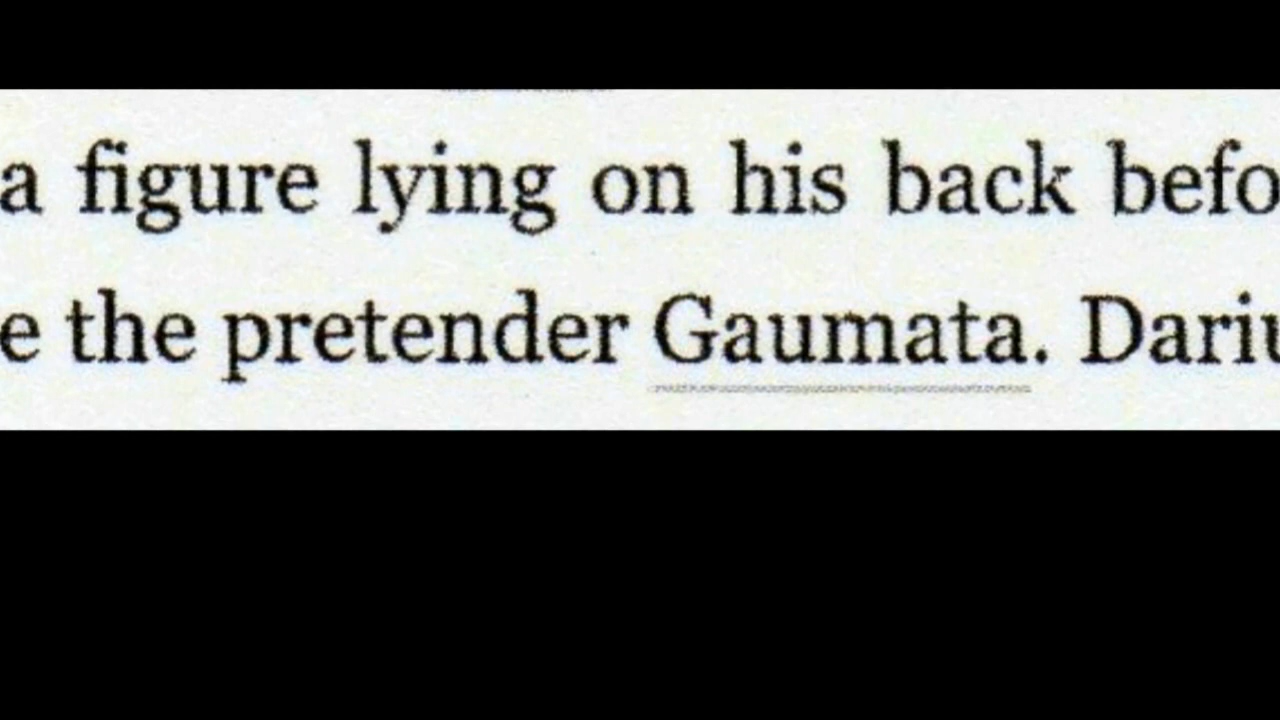 a figure lying on his back befo
e the pretender Gaumata. Dariu